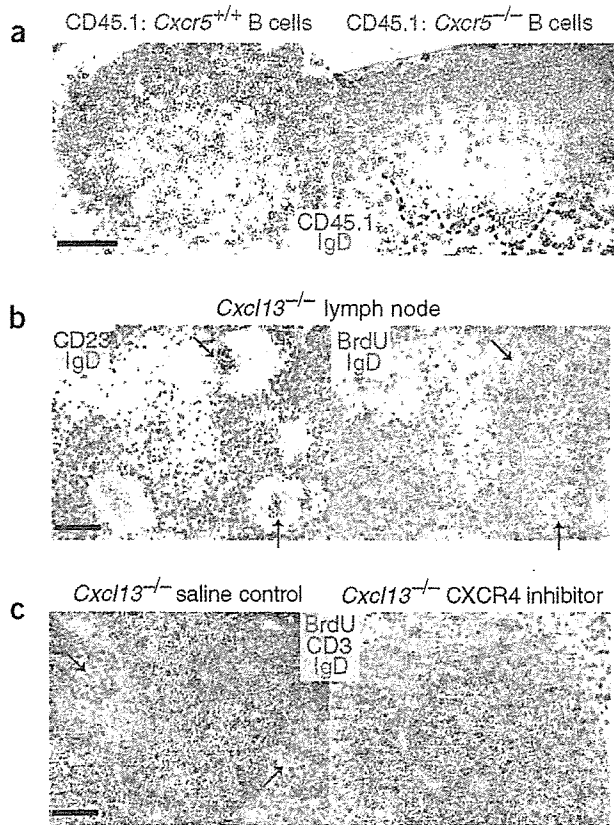 a
CD45.1: Cxcr5+/+ B cells CD45.1: Cxcr5−/− B cells
CD45.1
IgD
b
Cxcl13−/− lymph node
CD23
IgD
BrdU
IgD
c
Cxcl13−/− saline control Cxcl13−/− CXCR4 inhibitor
BrdU
CD3
IgD